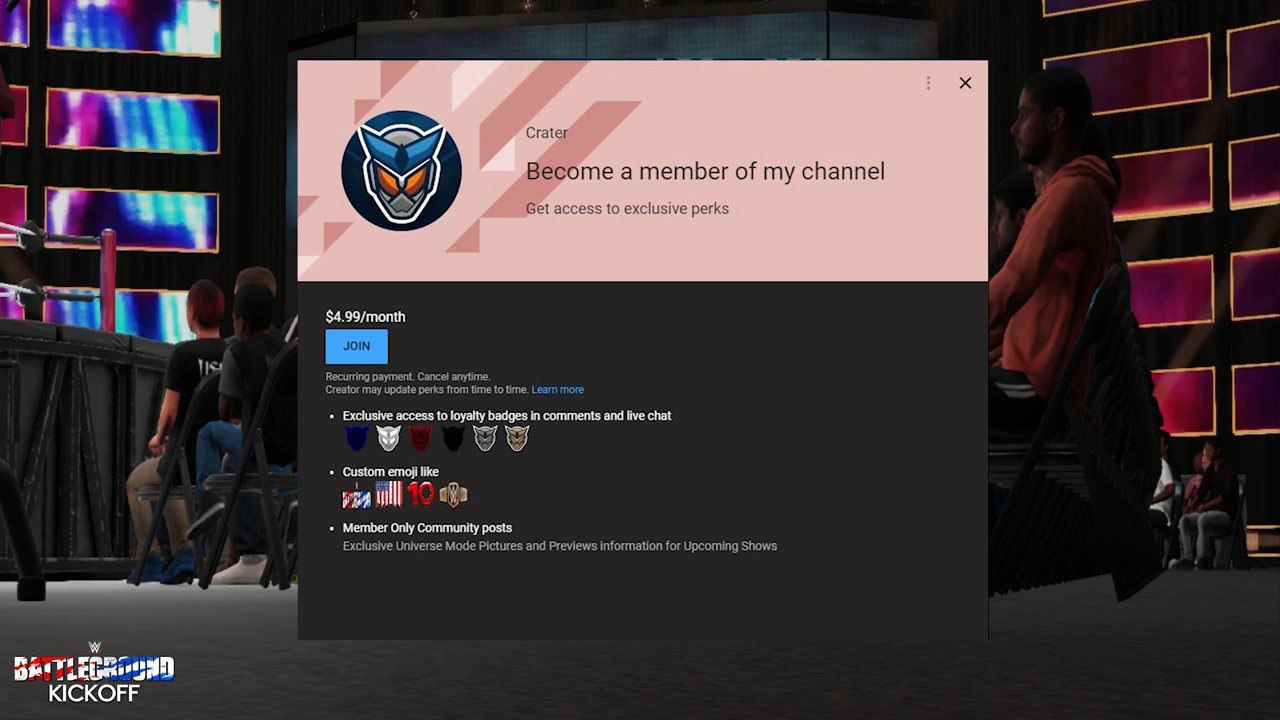 Crater
Become a member of my channel
Get access to exclusive perks
$4.99/month
JOIN
Recurring payment. Cancel anytime.
Creator may update perks from time to time. Learn more
• Exclusive access to loyalty badges in comments and live chat
• Custom emoji like
10
• Member Only Community posts
Exclusive Universe Mode Pictures and Previews information for Upcoming Shows
W
BATTLEGROUND
KICKOFF